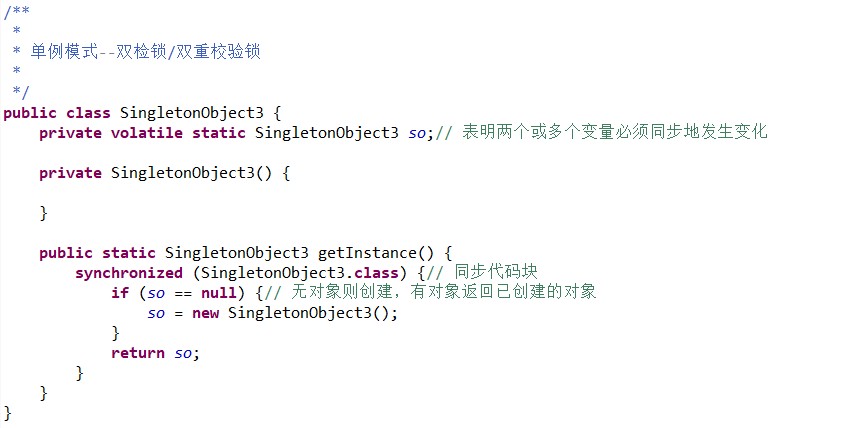 /**
 *
 * 单例模式--双检锁/双重校验锁
 *
 */
public class SingletonObject3 {
    private volatile static SingletonObject3 so;// 表明两个或多个变量必须同步地发生变化
    private SingletonObject3() {
    }
    public static SingletonObject3 getInstance() {
        synchronized (SingletonObject3.class) {// 同步代码块
            if (so == null) {// 无对象则创建，有对象返回已创建的对象
                so = new SingletonObject3();
            }
            return so;
        }
    }
}